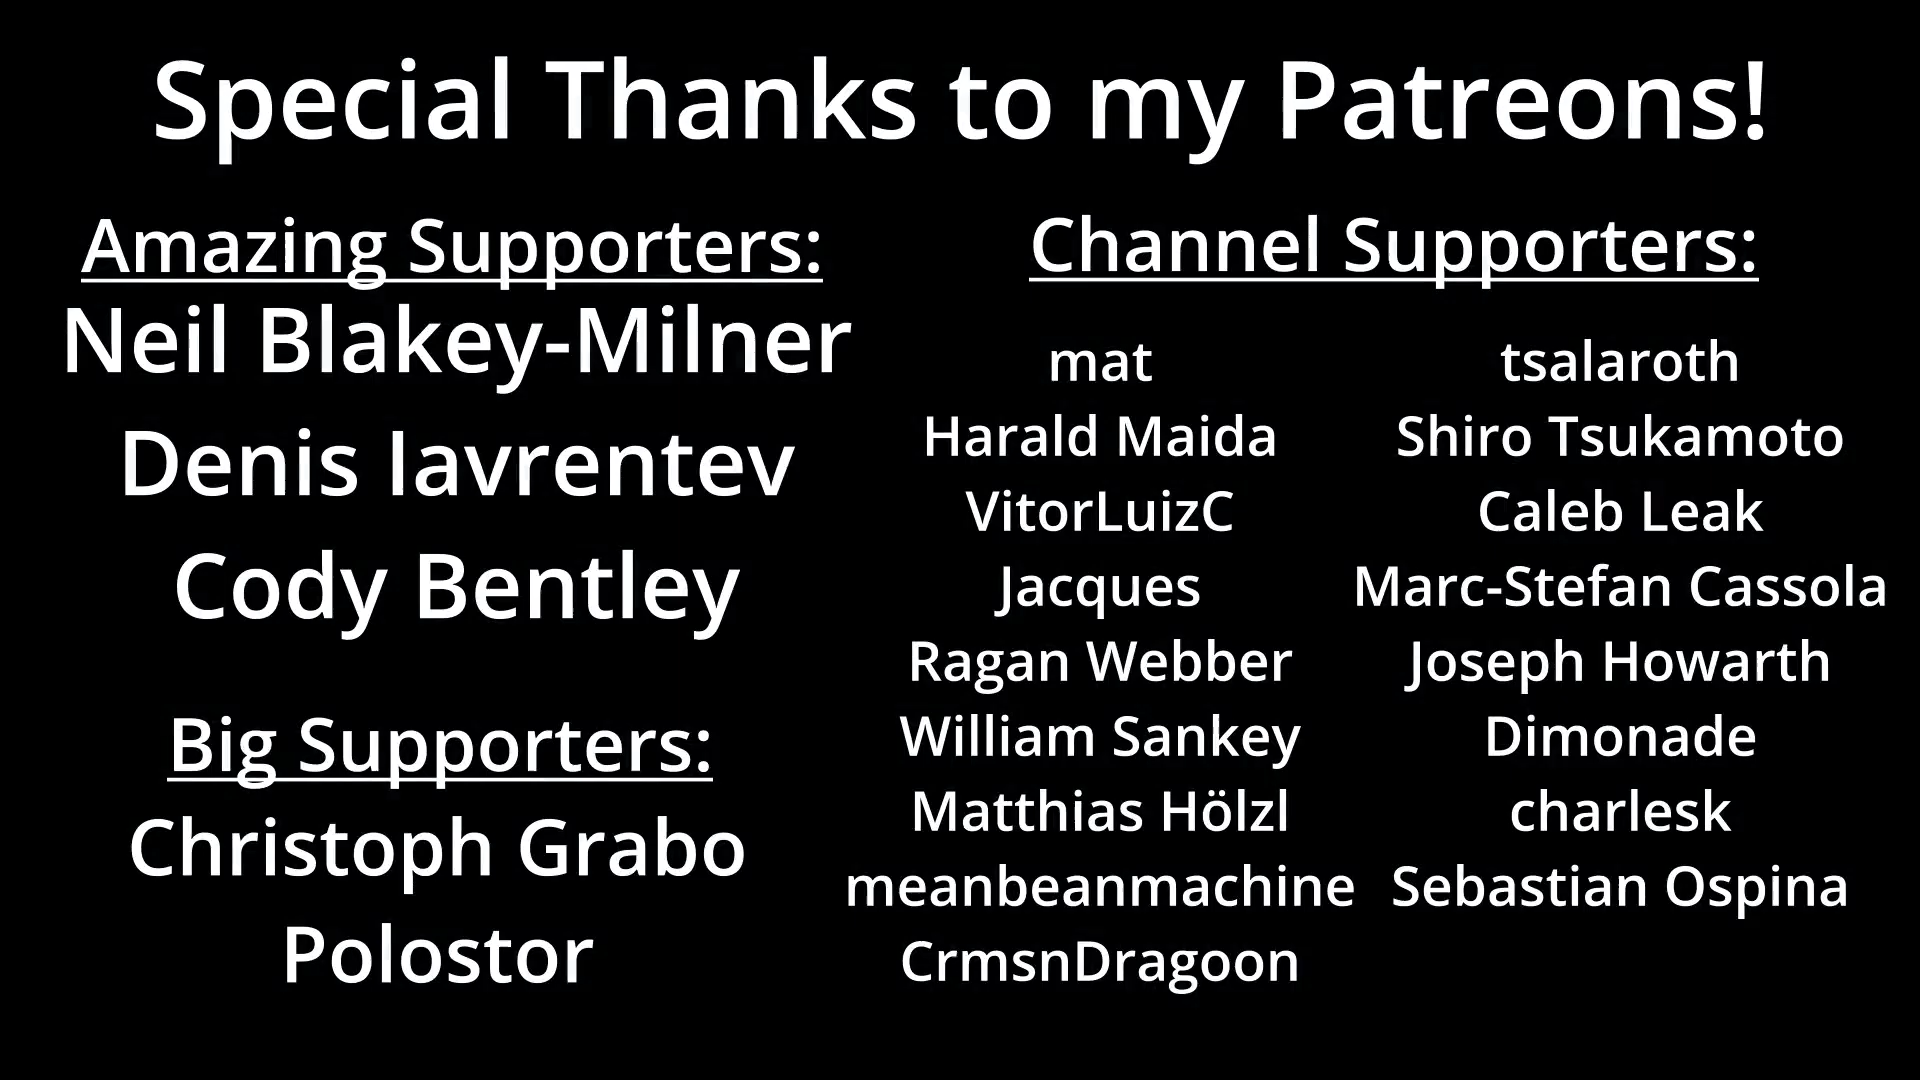 Special Thanks to my Patreons!
Amazing Supporters:
Neil Blakey-Milner
Denis Iavrentev
Cody Bentley
Big Supporters:
Christoph Grabo
Polostor
Channel Supporters:
mat
Harald Maida
VitorLuizC
Jacques
Ragan Webber
William Sankey
Matthias Hölzl
meanbeanmachine
CrmsnDragoon
tsalaroth
Shiro Tsukamoto
Caleb Leak
Marc-Stefan Cassola
Joseph Howarth
Dimonade
charlesk
Sebastian Ospina